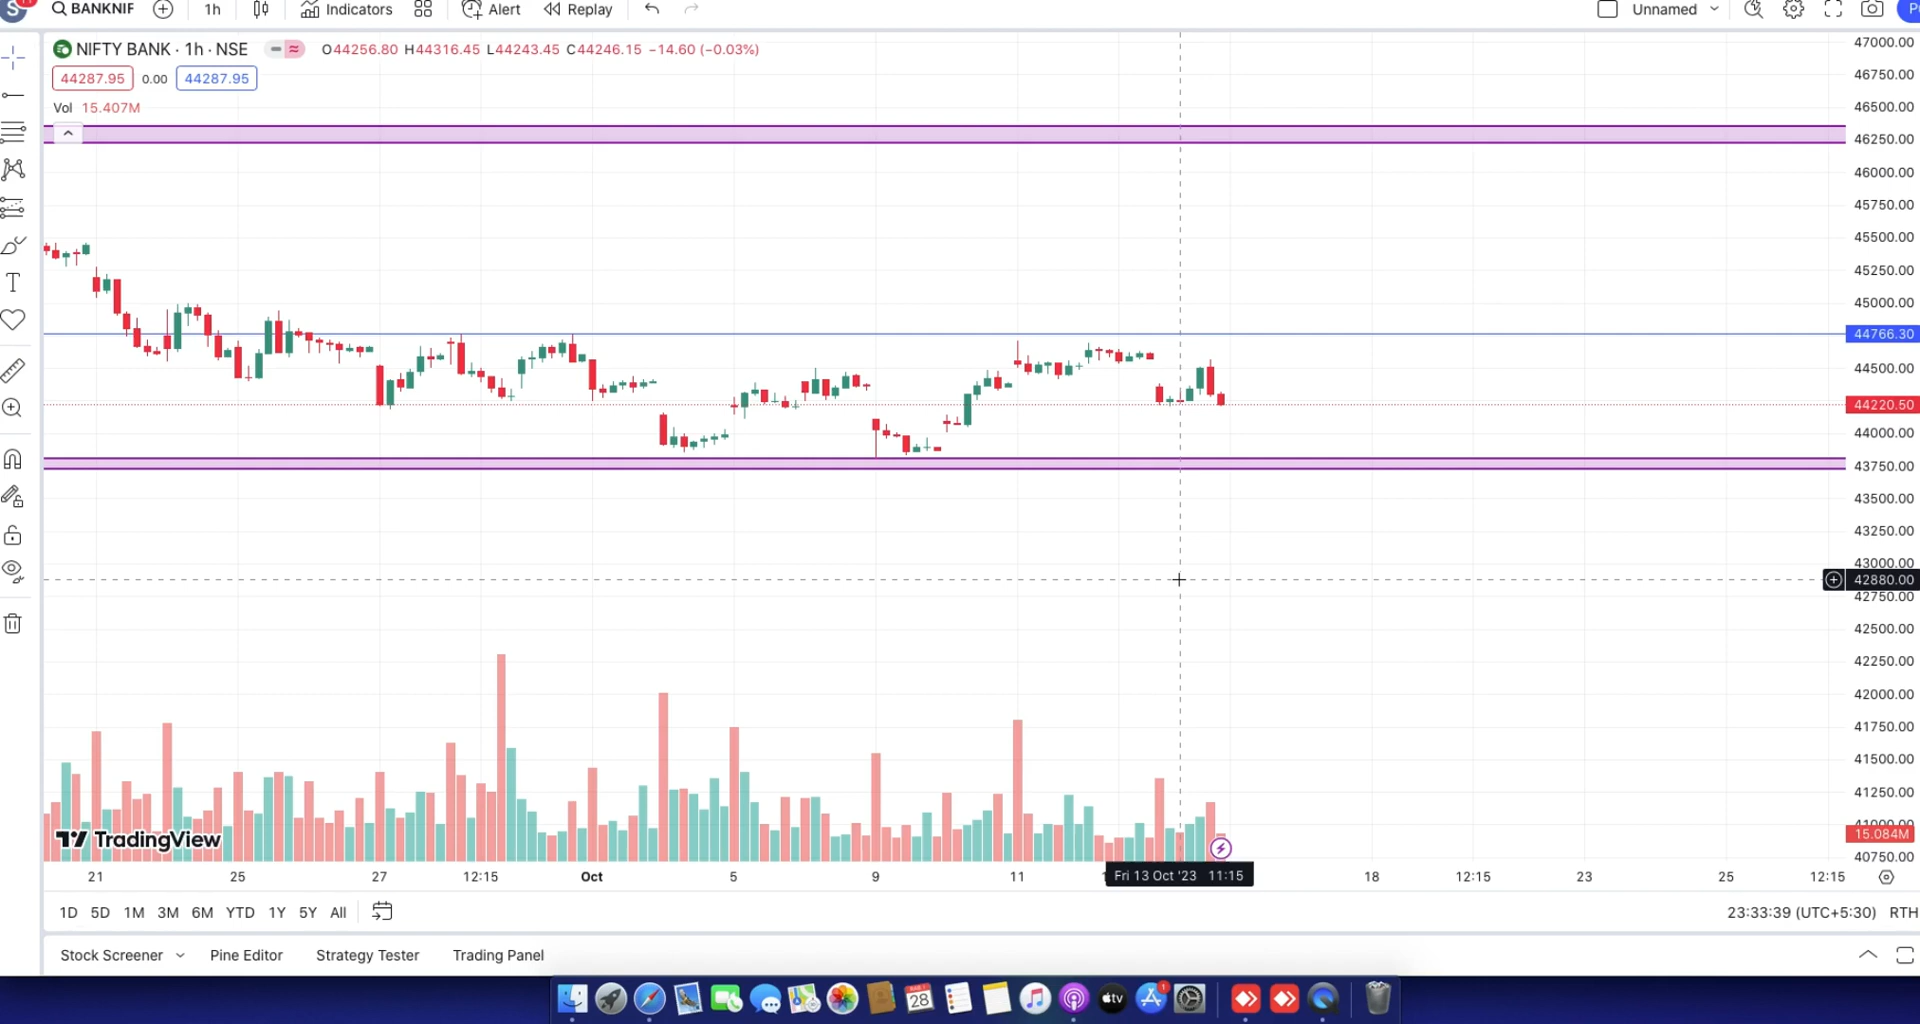 S 11 BANKNIF 1h Indicators Alert Replay Unnamed
NIFTY BANK · 1h · NSE O44256.80 H44316.45 L44243.45 C44246.15 −14.60 (−0.03%)
44287.95 0.00 44287.95
Vol 15.407M
47000.00
46750.00
46500.00
46250.00
46000.00
45750.00
45500.00
45250.00
45000.00
44766.30
44500.00
44220.50
44000.00
43750.00
43500.00
43250.00
43000.00
42880.00
42750.00
42500.00
42250.00
42000.00
41750.00
41500.00
41250.00
41000.00
15.084M
40750.00
TradingView
21 25 27 12:15 Oct 5 9 11 Fri 13 Oct '23 11:15 18 12:15 23 25 12:15
1D 5D 1M 3M 6M YTD 1Y 5Y All 23:33:39 (UTC+5:30) RTH
Stock Screener Pine Editor Strategy Tester Trading Panel
28 tv 1